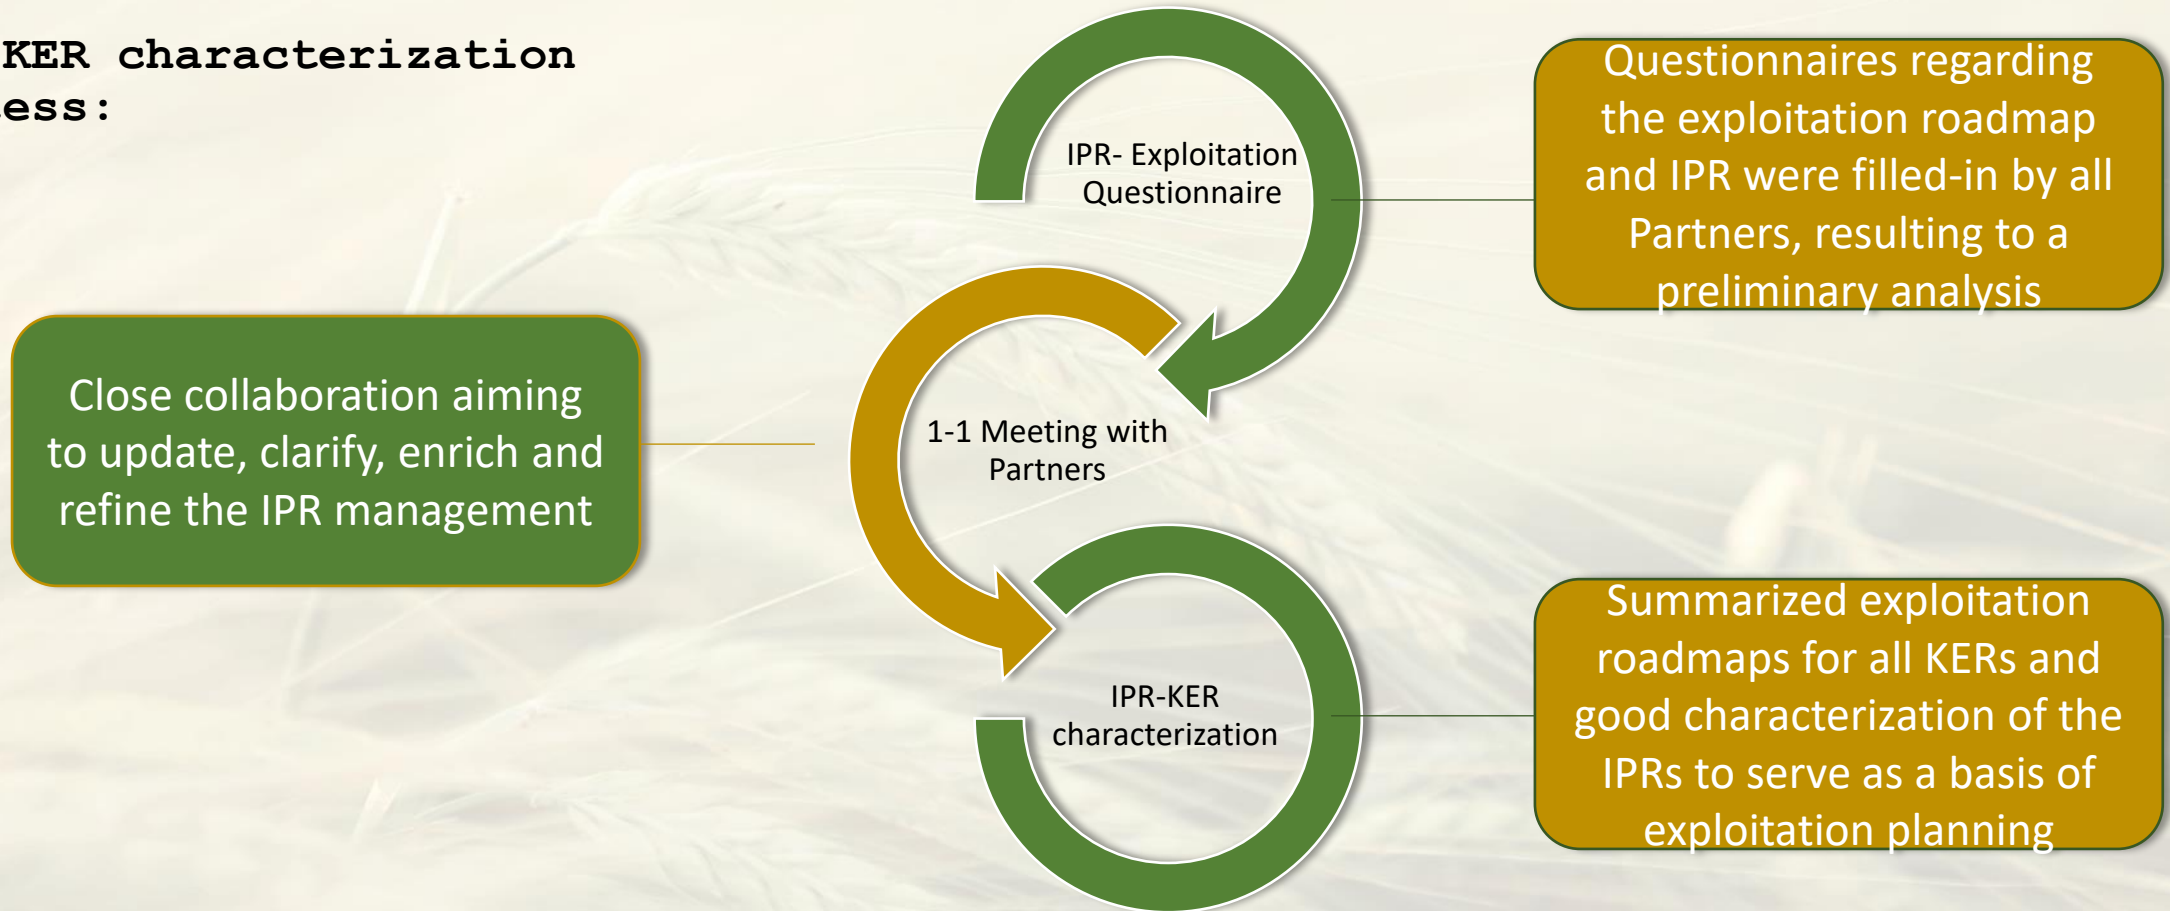 KER characterization
ess:
IPR- Exploitation
Questionnaire
Questionnaires regarding
the exploitation roadmap
and IPR were filled-in by all
Partners, resulting to a
preliminary analysis
Close collaboration aiming
to update, clarify, enrich and
refine the IPR management
1-1 Meeting with
Partners
IPR-KER
characterization
Summarized exploitation
roadmaps for all KERs and
good characterization of the
IPRs to serve as a basis of
exploitation planning